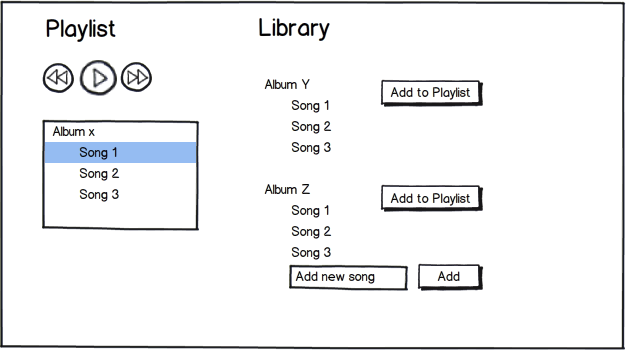 Playlist
Album x
Song 1
Song 2
Song 3
Library
Album Y
Add to Playlist
Song 1
Song 2
Song 3
Album Z
Add to Playlist
Song 1
Song 2
Song 3
Add new song
Add